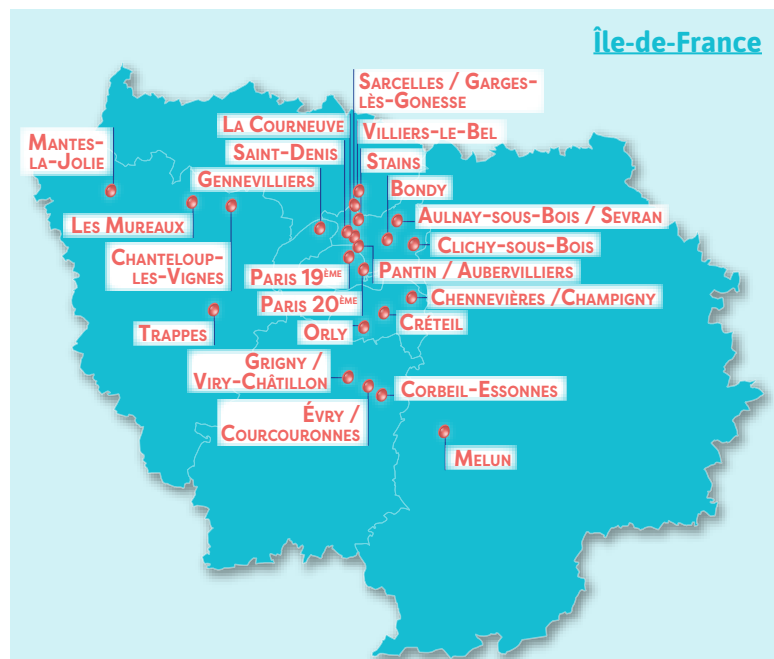 Île-de-France
Sarcelles / Garges-
lès-Gonesse
La Courneuve
Villiers-le-Bel
Mantes-
la-Jolie
Saint-Denis
Stains
Gennevilliers
Bondy
Les Mureaux
Aulnay-sous-Bois / Sevran
Clichy-sous-Bois
Chanteloup-
les-Vignes
Paris 19ème
Pantin / Aubervilliers
Paris 20ème
Chennevières /Champigny
Trappes
Orly
Créteil
Grigny /
Viry-Châtillon
Corbeil-Essonnes
Évry /
Courcouronnes
Melun